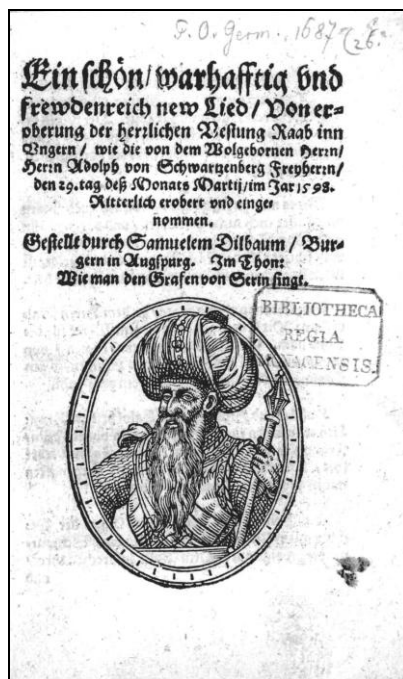 P. O. Germ., 1687 26.
Ein schön/ warhafftig vnd
frewdenreich new Lied/ Von er-
oberung der herzlichen Vestung Raab inn
Vngern/ wie die von dem Wolgebornen Herrn/
Herrn Adolph von Schwartzenberg Freyherrn/
den 29. tag deß Monats Martij/ im Jar 1598.
Ritterlich erobert vnd einge
nommen.
Gestelt durch Samuelem Dilbaum/ Bur-
gern in Augspurg. Im Thon:
Wie man den Grafen von Serin singt.
BIBLIOTHECA
REGIA
MONACENSIS.